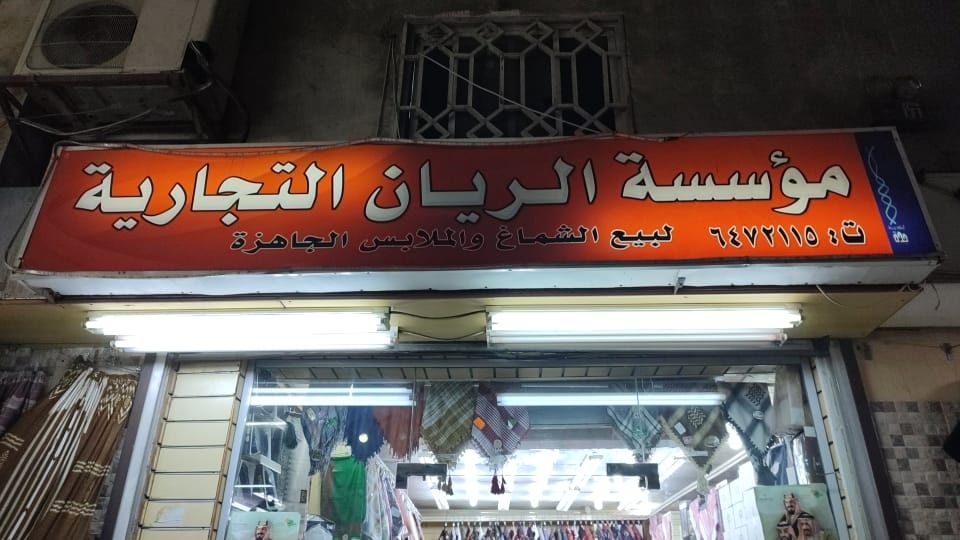 مؤسسة الريان التجارية
لبيع الشماغ والملابس الجاهزة ت: ٦٤٧٢١١٥